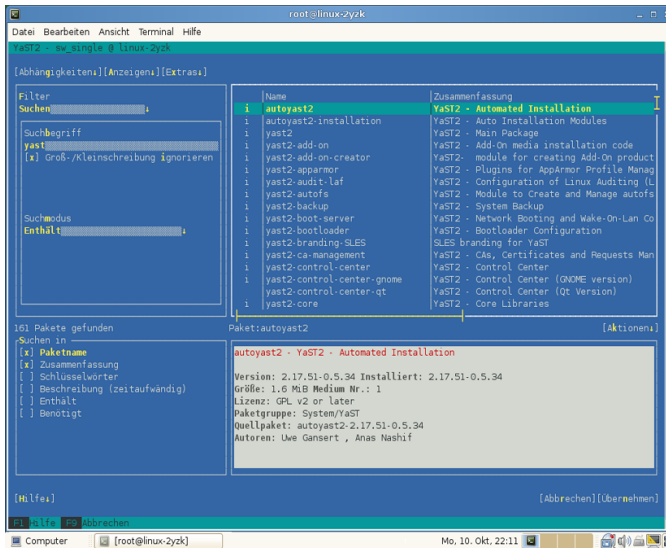 root@linux-2yzk
Datei Bearbeiten Ansicht Terminal Hilfe
YaST2 - sw_single @ linux-2yzk
[Abhängigkeiten↓][Anzeigen↓][Extras↓]
Filter
Suchen ↓
Suchbegriff
yast
[x] Groß-/Kleinschreibung ignorieren
Suchmodus
Enthält ↓
Name Zusammenfassung
i autoyast2 YaST2 - Automated Installation
i autoyast2-installation YaST2 - Auto Installation Modules
i yast2 YaST2 - Main Package
i yast2-add-on YaST2 - Add-On media installation code
i yast2-add-on-creator YaST2- module for creating Add-On product
i yast2-apparmor YaST2 - Plugins for AppArmor Profile Manag
i yast2-audit-laf YaST2 - Configuration of Linux Auditing (L
i yast2-autofs YaST2 - Module to Create and Manage autofs
i yast2-backup YaST2 - System Backup
i yast2-boot-server YaST2 - Network Booting and Wake-On-Lan Co
i yast2-bootloader YaST2 - Bootloader Configuration
i yast2-branding-SLES SLES branding for YaST
i yast2-ca-management YaST2 - CAs, Certificates and Requests Man
i yast2-control-center YaST2 - Control Center
i yast2-control-center-gnome YaST2 - Control Center (GNOME version)
yast2-control-center-qt YaST2 - Control Center (Qt Version)
i yast2-core YaST2 - Core Libraries
161 Pakete gefunden
Paket:autoyast2 [Aktionen↓]
Suchen in
[x] Paketname
[x] Zusammenfassung
[ ] Schlüsselwörter
[ ] Beschreibung (zeitaufwändig)
[ ] Enthält
[ ] Benötigt
autoyast2 - YaST2 - Automated Installation
Version: 2.17.51-0.5.34 Installiert: 2.17.51-0.5.34
Größe: 1.6 MiB Medium Nr.: 1
Lizenz: GPL v2 or later
Paketgruppe: System/YaST
Quellpaket: autoyast2-2.17.51-0.5.34
Autoren: Uwe Gansert , Anas Nashif
[Hilfe↓] [Abbrechen][Übernehmen]
F1 Hilfe F9 Abbrechen
Computer [root@linux-2yzk] Mo, 10. Okt, 22:11